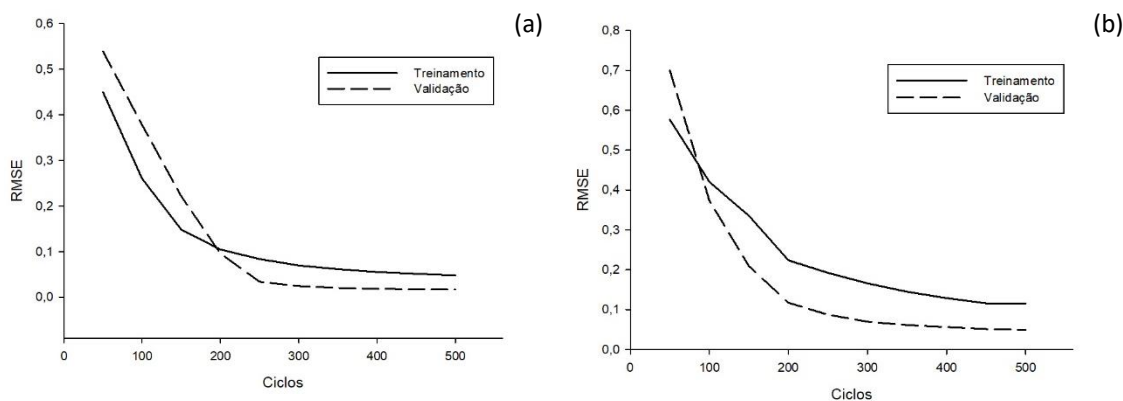 (a)
0,6
0,5
0,4
0,3
0,2
0,1
0,0
RMSE
Treinamento
Validação
0 100 200 300 400 500
Ciclos
(b)
0,8
0,7
0,6
0,5
0,4
0,3
0,2
0,1
0,0
RMSE
Treinamento
Validação
0 100 200 300 400 500
Ciclos